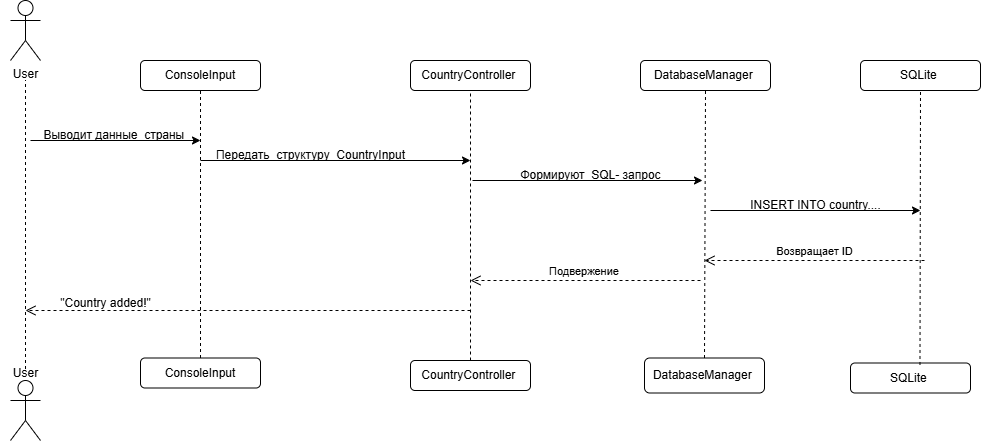 User
ConsoleInput
CountryController
DatabaseManager
SQLite
Выводит данные страны
Передать структуру CountryInput
Формируют SQL- запрос
INSERT INTO country....
Возвращает ID
Подвержение
"Country added!"
User
ConsoleInput
CountryController
DatabaseManager
SQLite